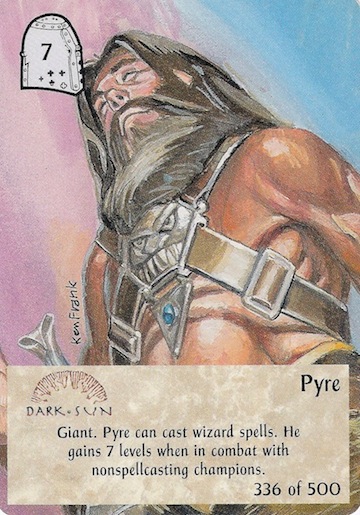 7
Ken Frank
Pyre
DARK•SUN
Giant. Pyre can cast wizard spells. He
gains 7 levels when in combat with
nonspellcasting champions.
336 of 500